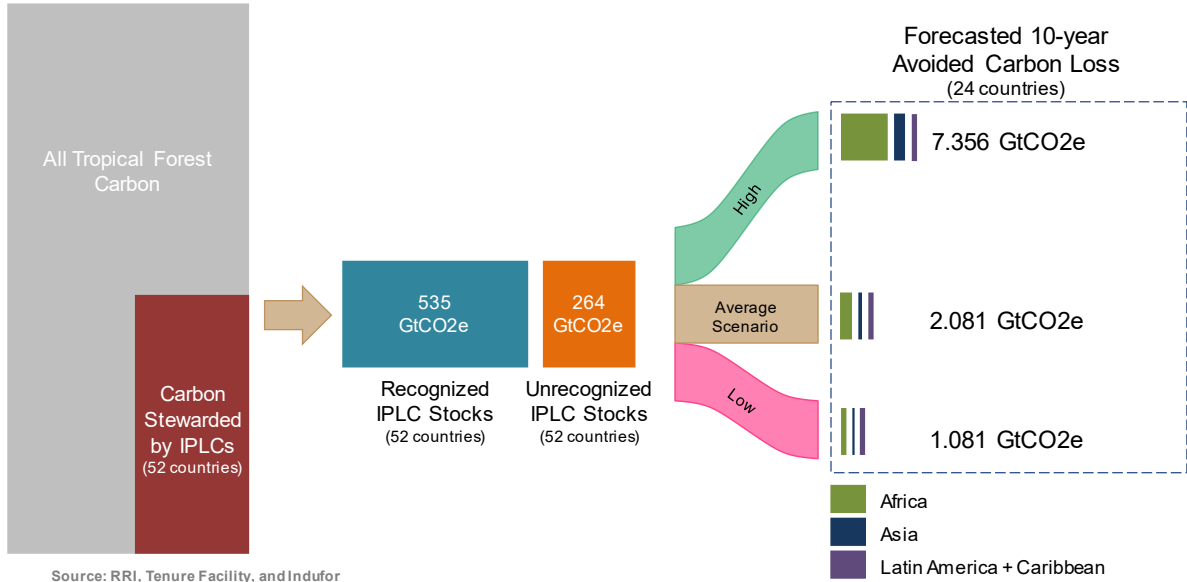 All Tropical Forest
Carbon
Carbon
Stewarded
by IPLCs
(52 countries)
535
GtCO2e
264
GtCO2e
Recognized
IPLC Stocks
(52 countries)
Unrecognized
IPLC Stocks
(52 countries)
High
Average
Scenario
Low
Forecasted 10-year
Avoided Carbon Loss
(24 countries)
7.356 GtCO2e
2.081 GtCO2e
1.081 GtCO2e
Africa
Asia
Latin America + Caribbean
Source: RRI, Tenure Facility, and Indufor